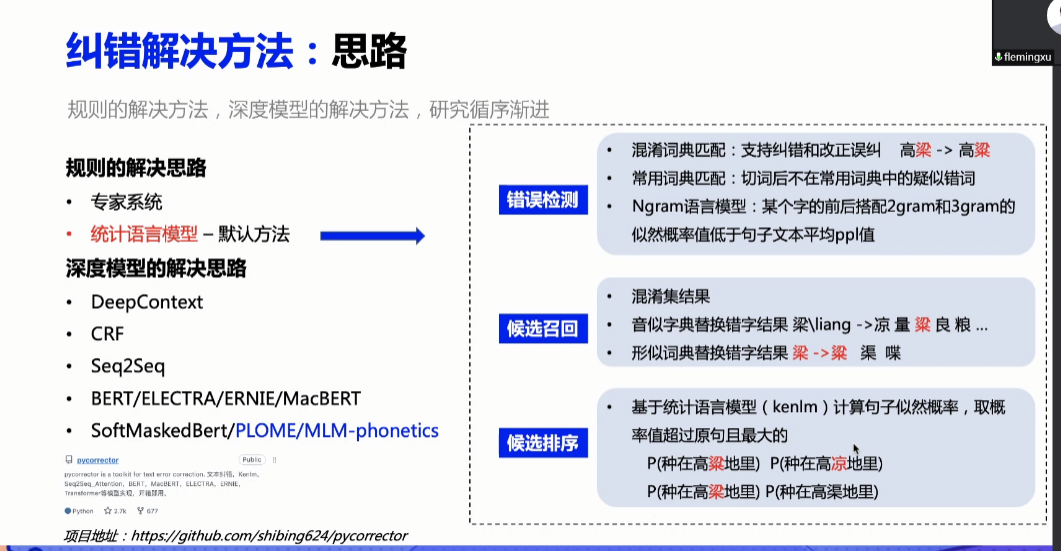 纠错解决方法：思路
flemingxu
规则的解决方法，深度模型的解决方法，研究循序渐进
规则的解决思路
• 专家系统
• 统计语言模型 – 默认方法
深度模型的解决思路
• DeepContext
• CRF
• Seq2Seq
• BERT/ELECTRA/ERNIE/MacBERT
• SoftMaskedBert/PLOME/MLM-phonetics
pycorrector Public
pycorrector is a toolkit for text error correction. 文本纠错，Kenlm，
Seq2Seq_Attention，BERT，MacBERT，ELECTRA，ERNIE，
Transformer等模型实现，开箱即用。
Python 2.7k 677
项目地址：https://github.com/shibing624/pycorrector
错误检测
• 混淆词典匹配：支持纠错和改正误纠 高梁 -> 高粱
• 常用词典匹配：切词后不在常用词典中的疑似错词
• Ngram语言模型：某个字的前后搭配2gram和3gram的
似然概率值低于句子文本平均ppl值
候选召回
• 混淆集结果
• 音似字典替换错字结果 梁\liang ->凉 量 粱 良 粮 ...
• 形似词典替换错字结果 梁 ->粱 渠 喋
候选排序
• 基于统计语言模型（kenlm）计算句子似然概率，取概
率值超过原句且最大的
P(种在高粱地里) P(种在高凉地里)
P(种在高梁地里) P(种在高渠地里)